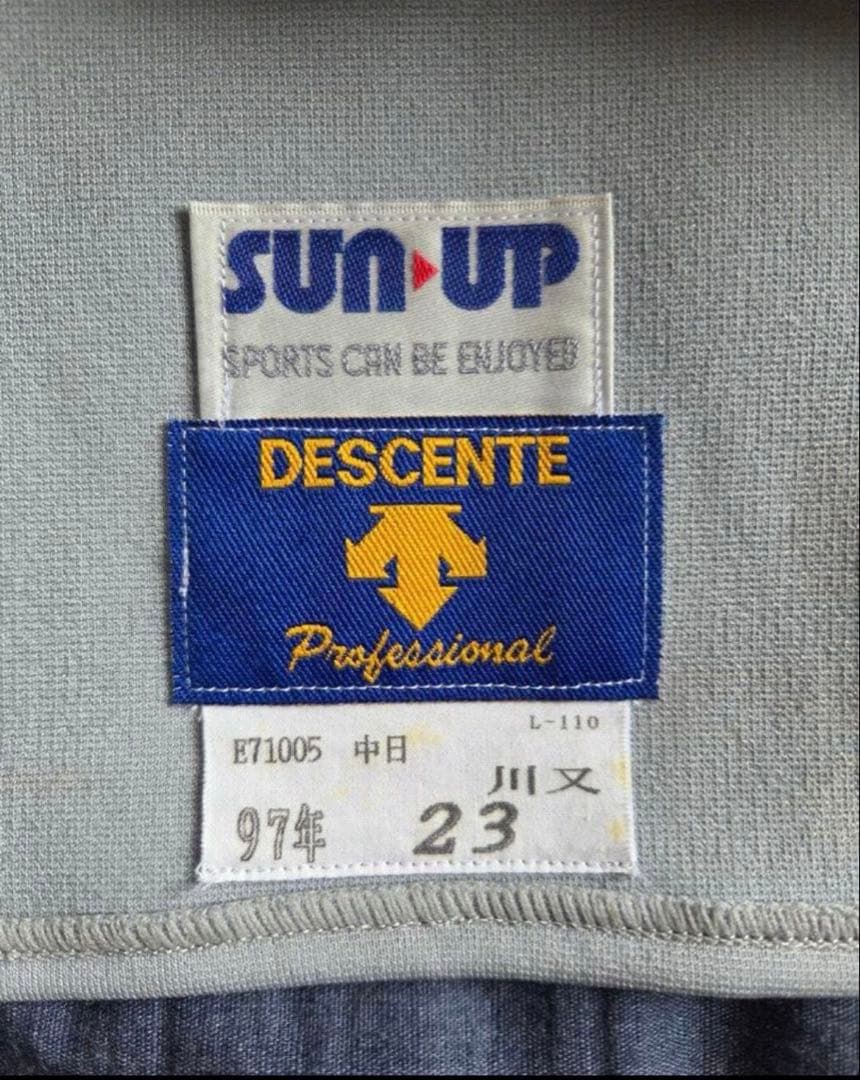 SUN UP
SPORTS CAN BE ENJOYED
DESCENTE
Professional
L-110
E71005 中日
川又
97年 23